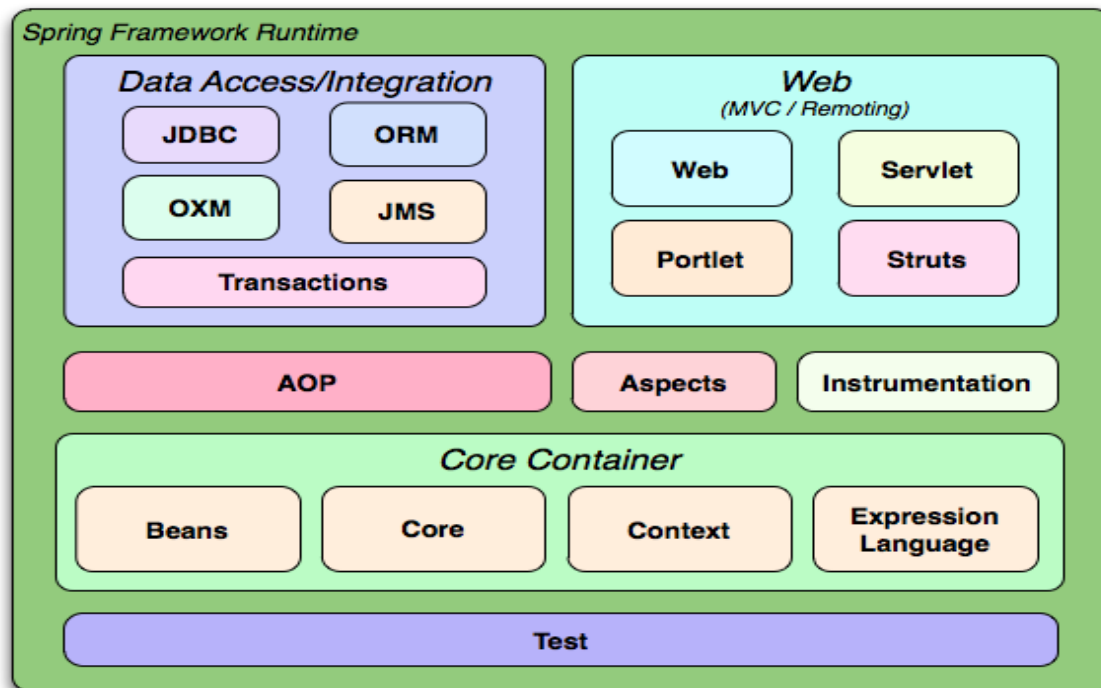 Spring Framework Runtime
Data Access/Integration
JDBC
ORM
OXM
JMS
Transactions
Web
(MVC / Remoting)
Web
Servlet
Portlet
Struts
AOP
Aspects
Instrumentation
Core Container
Beans
Core
Context
Expression
Language
Test